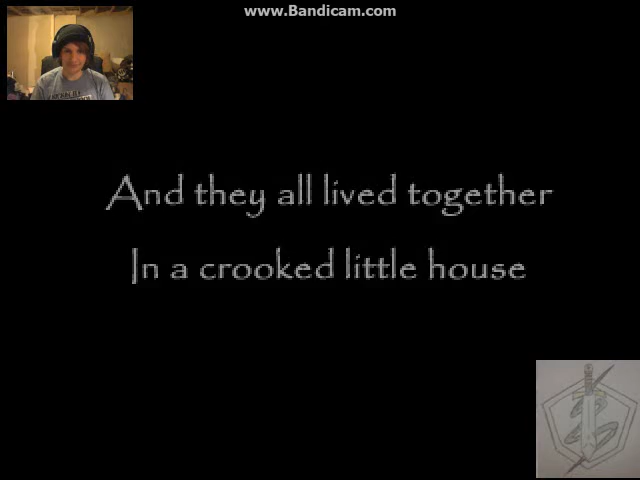 www.Bandicam.com
And they all lived together
In a crooked little house